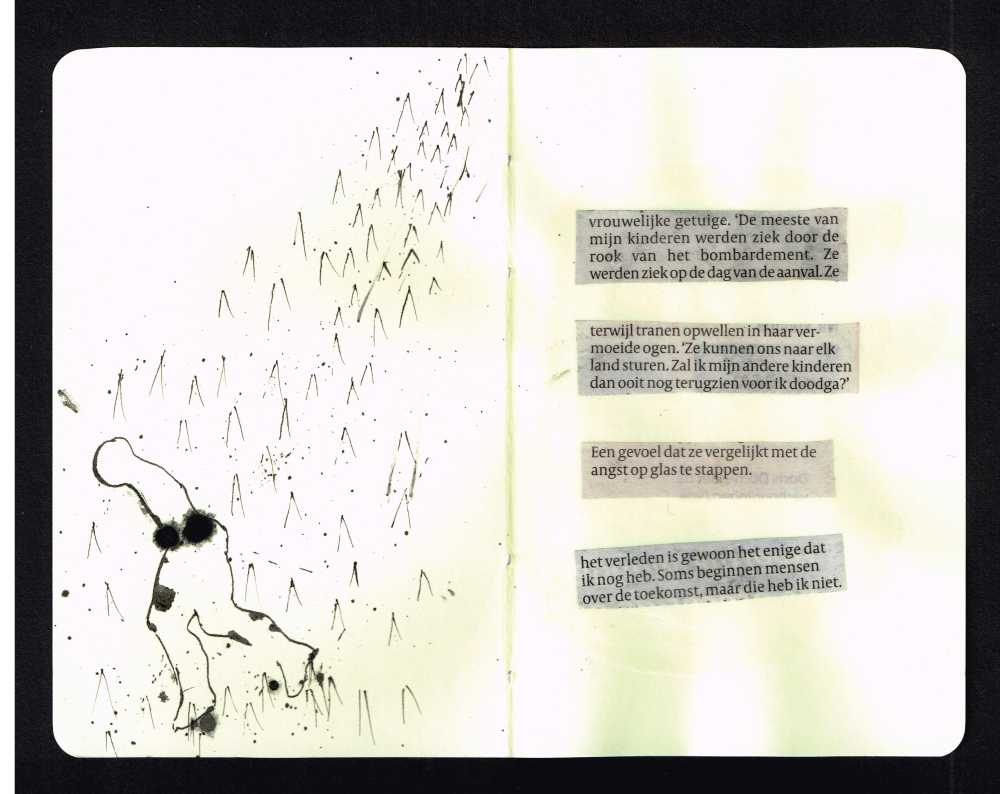 vrouwelijke getuige. ‘De meeste van
mijn kinderen werden ziek door de
rook van het bombardement. Ze
werden ziek op de dag van de aanval. Ze
terwijl tranen opwellen in haar ver-
moeide ogen. ‘Ze kunnen ons naar elk
land sturen. Zal ik mijn andere kinderen
dan ooit nog terugzien voor ik doodga?’
Een gevoel dat ze vergelijkt met de
angst op glas te stappen.
het verleden is gewoon het enige dat
ik nog heb. Soms beginnen mensen
over de toekomst, maar die heb ik niet.